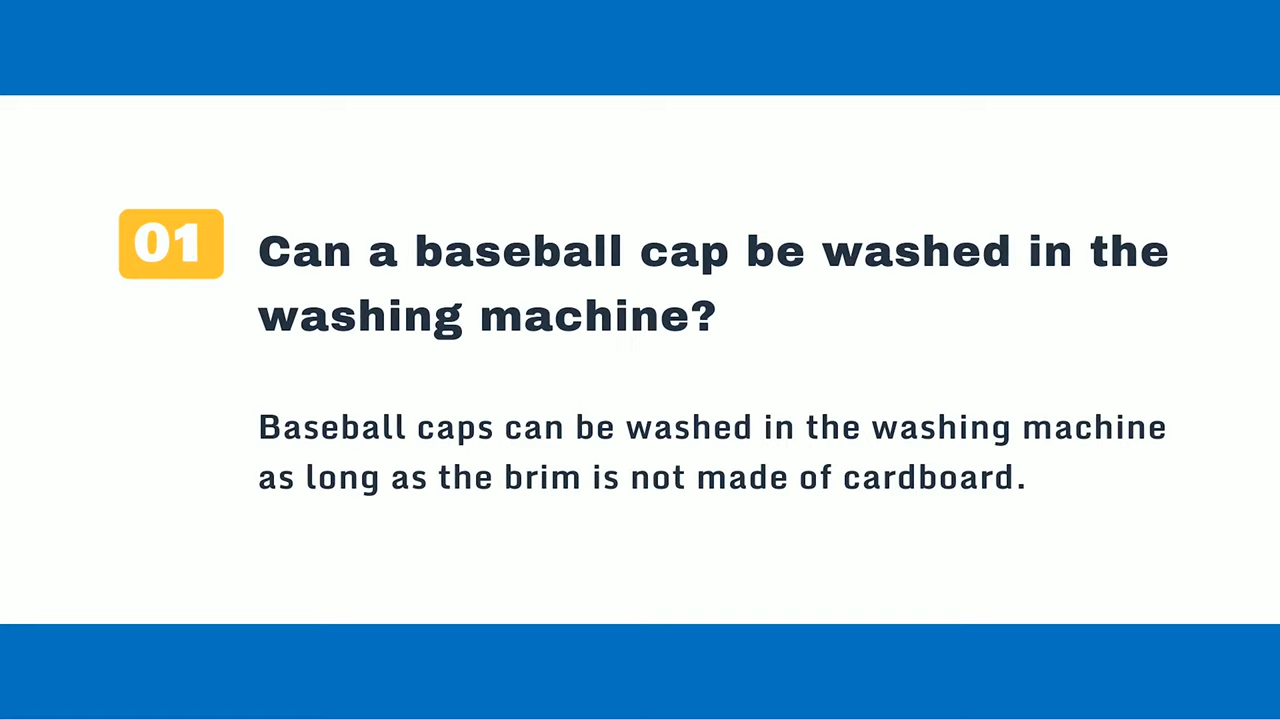 01
Can a baseball cap be washed in the
washing machine?
Baseball caps can be washed in the washing machine
as long as the brim is not made of cardboard.